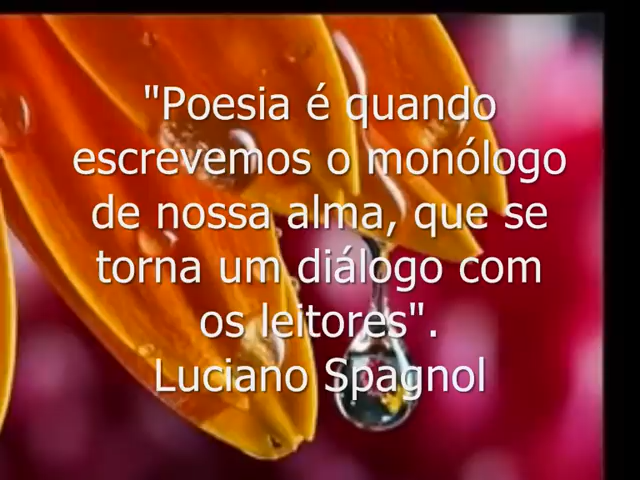 "Poesia é quando
escrevemos o monólogo
de nossa alma, que se
torna um diálogo com
os leitores".
Luciano Spagnol